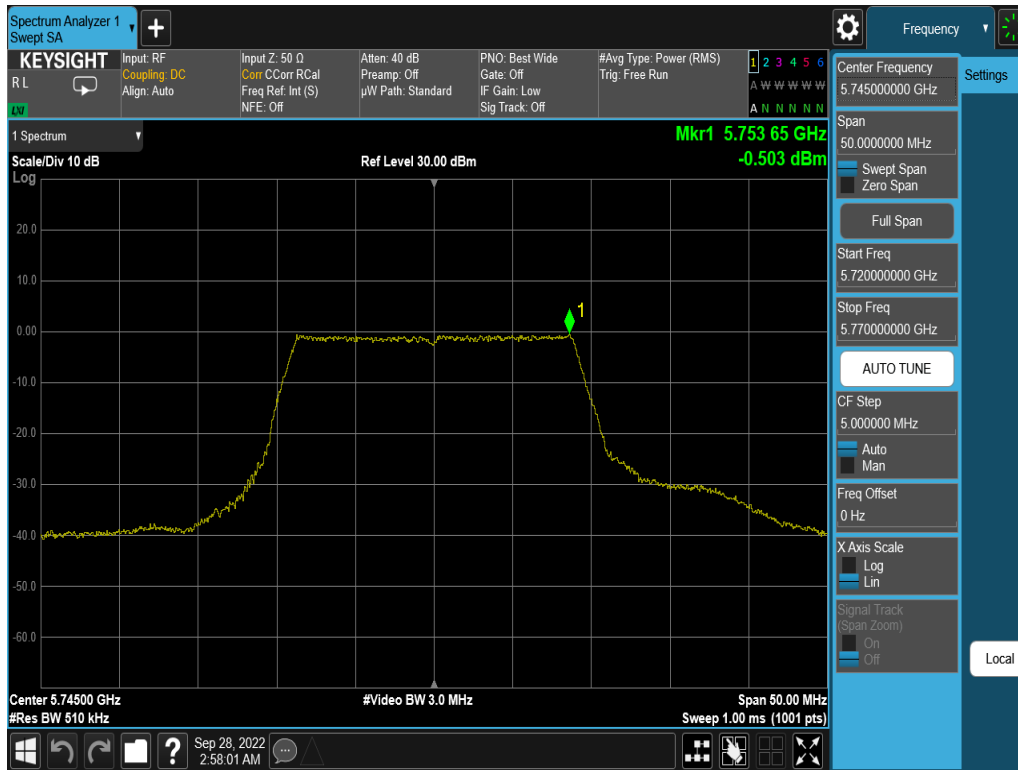 Spectrum Analyzer 1
Swept SA
Frequency
KEYSIGHT
R L
LXI
Input: RF
Coupling: DC
Align: Auto
Input Z: 50 Ω
Corr CCorr RCal
Freq Ref: Int (S)
NFE: Off
Atten: 40 dB
Preamp: Off
µW Path: Standard
PNO: Best Wide
Gate: Off
IF Gain: Low
Sig Track: Off
#Avg Type: Power (RMS)
Trig: Free Run
1 2 3 4 5 6
A W W W W W
A N N N N N
1 Spectrum
Mkr1 5.753 65 GHz
Scale/Div 10 dB
Ref Level 30.00 dBm
-0.503 dBm
Log
20.0
10.0
0.00
-10.0
-20.0
-30.0
-40.0
-50.0
-60.0
1
Center 5.74500 GHz
#Video BW 3.0 MHz
Span 50.00 MHz
#Res BW 510 kHz
Sweep 1.00 ms (1001 pts)
Center Frequency
5.745000000 GHz
Settings
Span
50.0000000 MHz
Swept Span
Zero Span
Full Span
Start Freq
5.720000000 GHz
Stop Freq
5.770000000 GHz
AUTO TUNE
CF Step
5.000000 MHz
Auto
Man
Freq Offset
0 Hz
X Axis Scale
Log
Lin
Signal Track
(Span Zoom)
On
Off
Local
?
Sep 28, 2022
2:58:01 AM